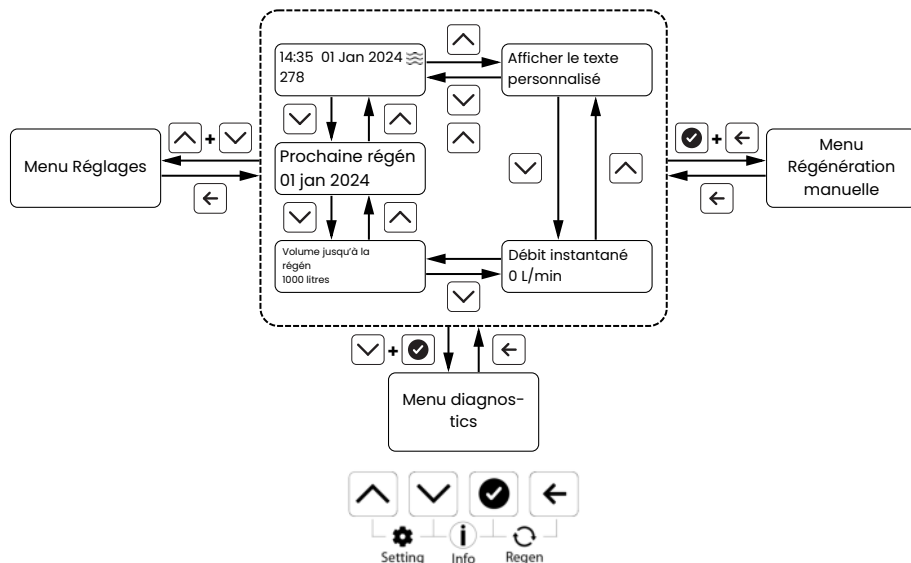 14:35 01 Jan 2024
278
Afficher le texte
personnalisé
Menu Réglages
+
Prochaine régén
01 jan 2024
+
Menu
Régénération
manuelle
Volume jusqu'à la
régén
1000 litres
Débit instantané
0 L/min
+
Menu diagnos-
tics
Setting
Info
Regen